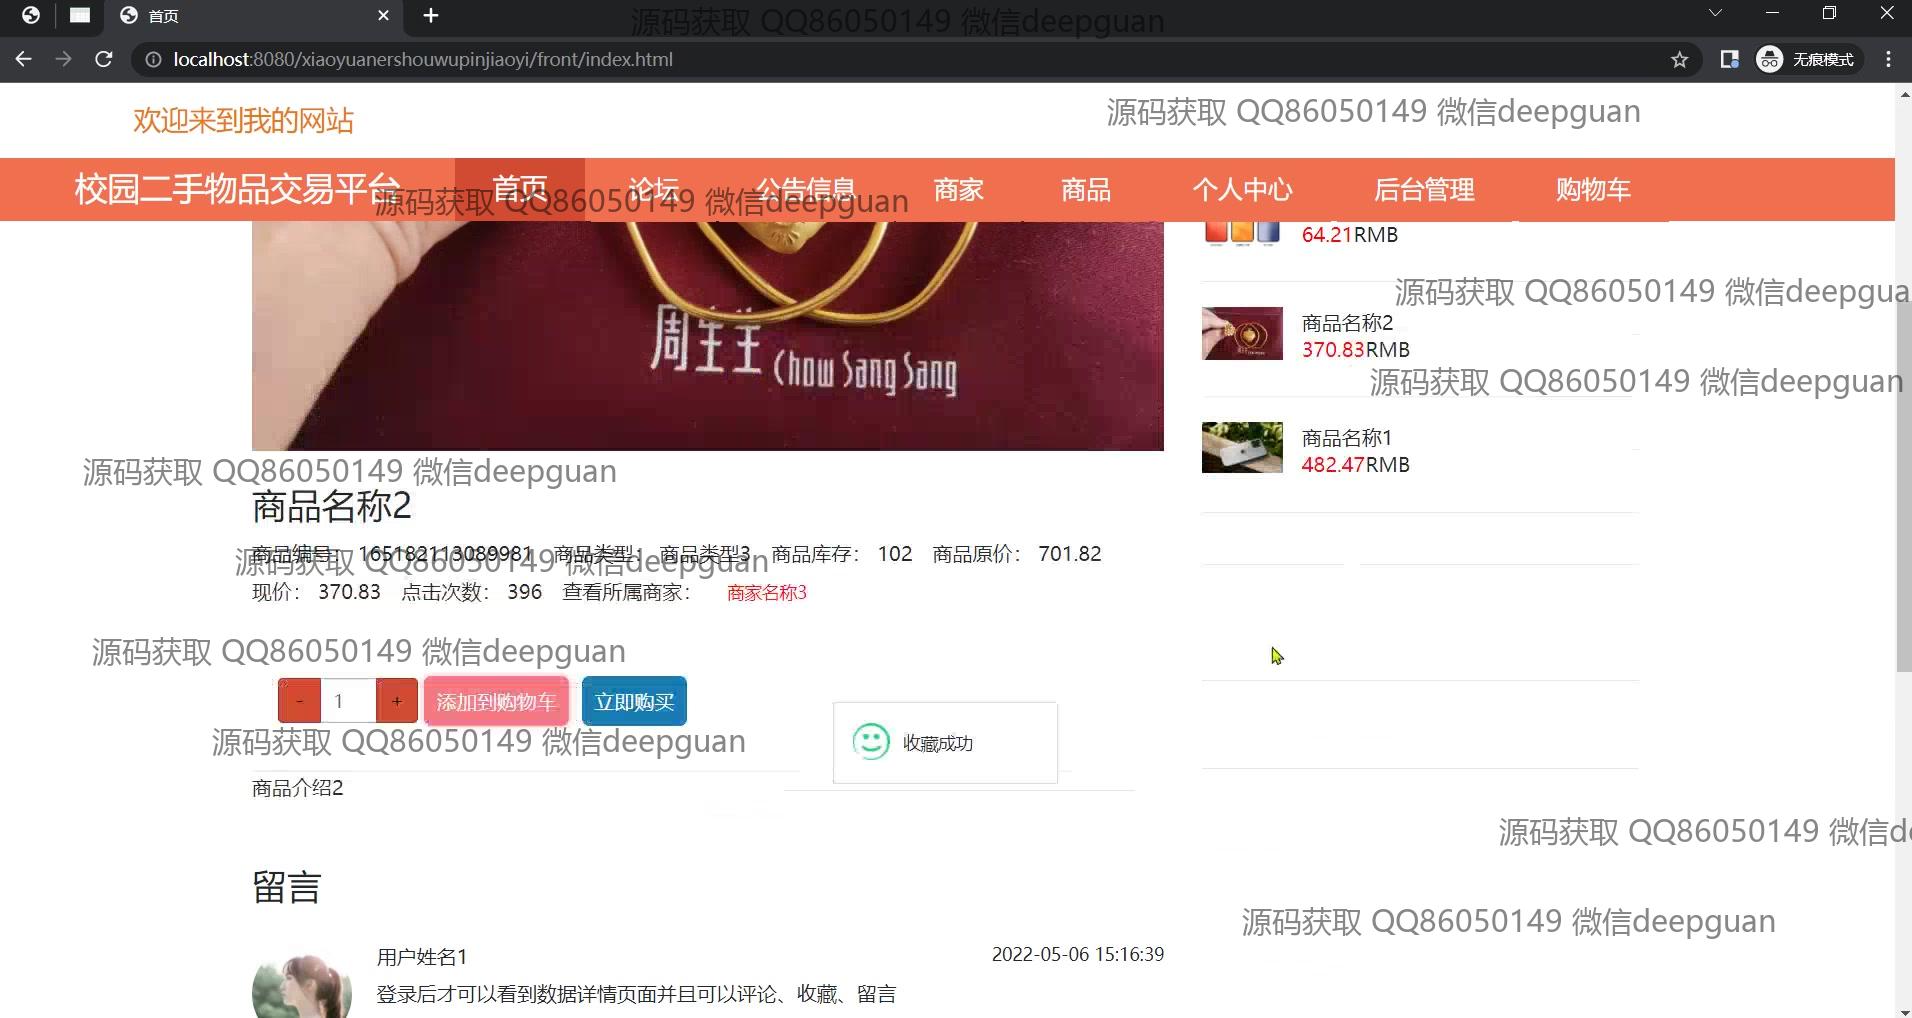 首页
源码获取 QQ86050149 微信deepguan
localhost:8080/xiaoyuanershouwupinjiaoyi/front/index.html
无痕模式
欢迎来到我的网站
源码获取 QQ86050149 微信deepguan
校园二手物品交易平台
首页
论坛
公告信息
商家
商品
个人中心
后台管理
购物车
源码获取 QQ86050149 微信deepguan
64.21RMB
源码获取 QQ86050149 微信deepgua
周生生 Chow Sang Sang
商品名称2
370.83RMB
源码获取 QQ86050149 微信deepguan
商品名称1
482.47RMB
源码获取 QQ86050149 微信deepguan
商品名称2
商品编号： 165182113089981 商品类型： 商品类型3 商品库存： 102 商品原价： 701.82
源码获取 QQ86050149 微信deepguan
现价： 370.83 点击次数： 396 查看所属商家： 商家名称3
源码获取 QQ86050149 微信deepguan
- 1 + 添加到购物车 立即购买
源码获取 QQ86050149 微信deepguan
收藏成功
商品介绍2
源码获取 QQ86050149 微信de
留言
源码获取 QQ86050149 微信deepguan
用户姓名1
2022-05-06 15:16:39
登录后才可以看到数据详情页面并且可以评论、收藏、留言